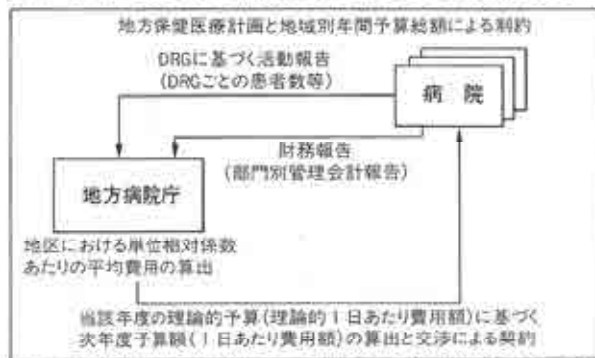 地方保健医療計画と地域別年間予算総額による制約
DRGに基づく活動報告
(DRGごとの患者数等)
病 院
財務報告
(部門別管理会計報告)
地方病院庁
地区における単位相対係数
あたりの平均費用の算出
当該年度の理論的予算(理論的1日あたり費用額)に基づく
次年度予算額(1日あたり費用額)の算出と交渉による契約